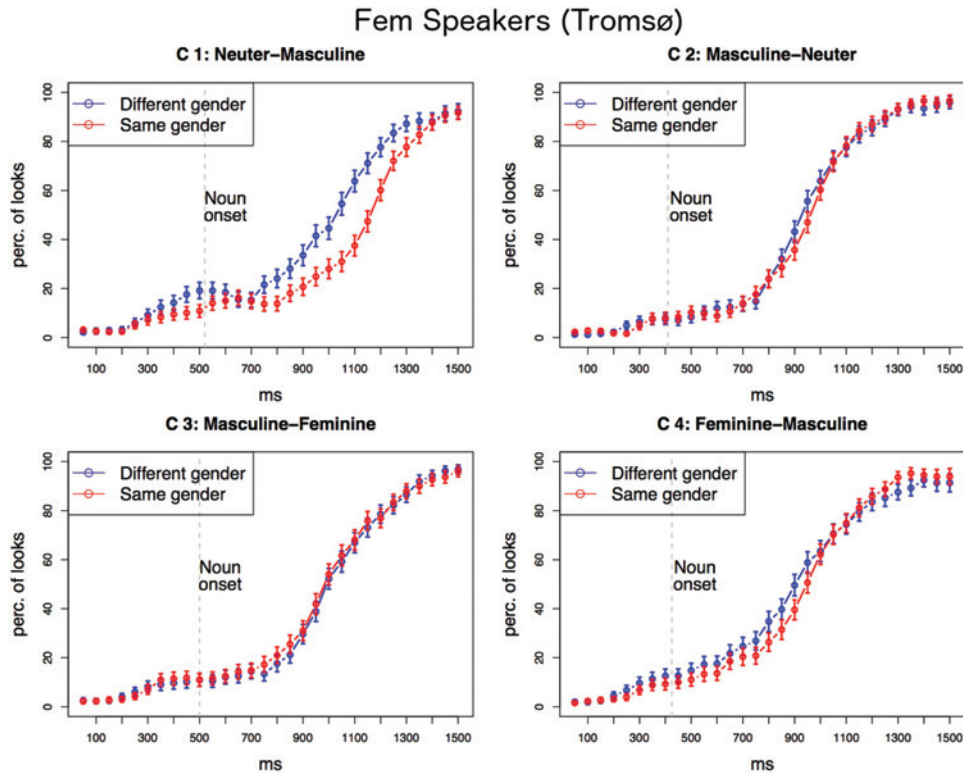 Fem Speakers (Tromsø)
C 1: Neuter–Masculine
Different gender
Same gender
Noun
onset
perc. of looks
0 20 40 60 80 100
100 300 500 700 900 1100 1300 1500
ms
C 2: Masculine–Neuter
Different gender
Same gender
Noun
onset
perc. of looks
0 20 40 60 80 100
100 300 500 700 900 1100 1300 1500
ms
C 3: Masculine–Feminine
Different gender
Same gender
Noun
onset
perc. of looks
0 20 40 60 80 100
100 300 500 700 900 1100 1300 1500
ms
C 4: Feminine–Masculine
Different gender
Same gender
Noun
onset
perc. of looks
0 20 40 60 80 100
100 300 500 700 900 1100 1300 1500
ms